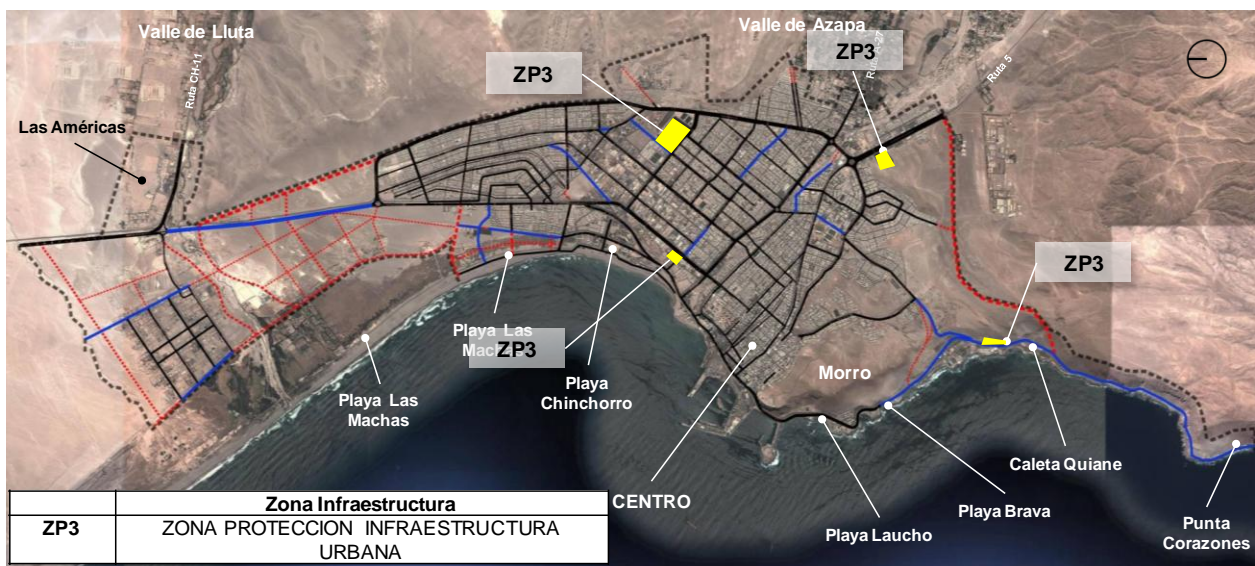 Valle de Lluta
Valle de Azapa
Ruta CH-11
Ruta 5
ZP3
ZP3
Las Américas
ZP3
Playa Las
ZP3
Playa Las
Machas
Playa
Chinchorro
Morro
CENTRO
Caleta Quiane
Playa Brava
Playa Laucho
Punta
Corazones
Zona Infraestructura
ZP3
ZONA PROTECCION INFRAESTRUCTURA
URBANA